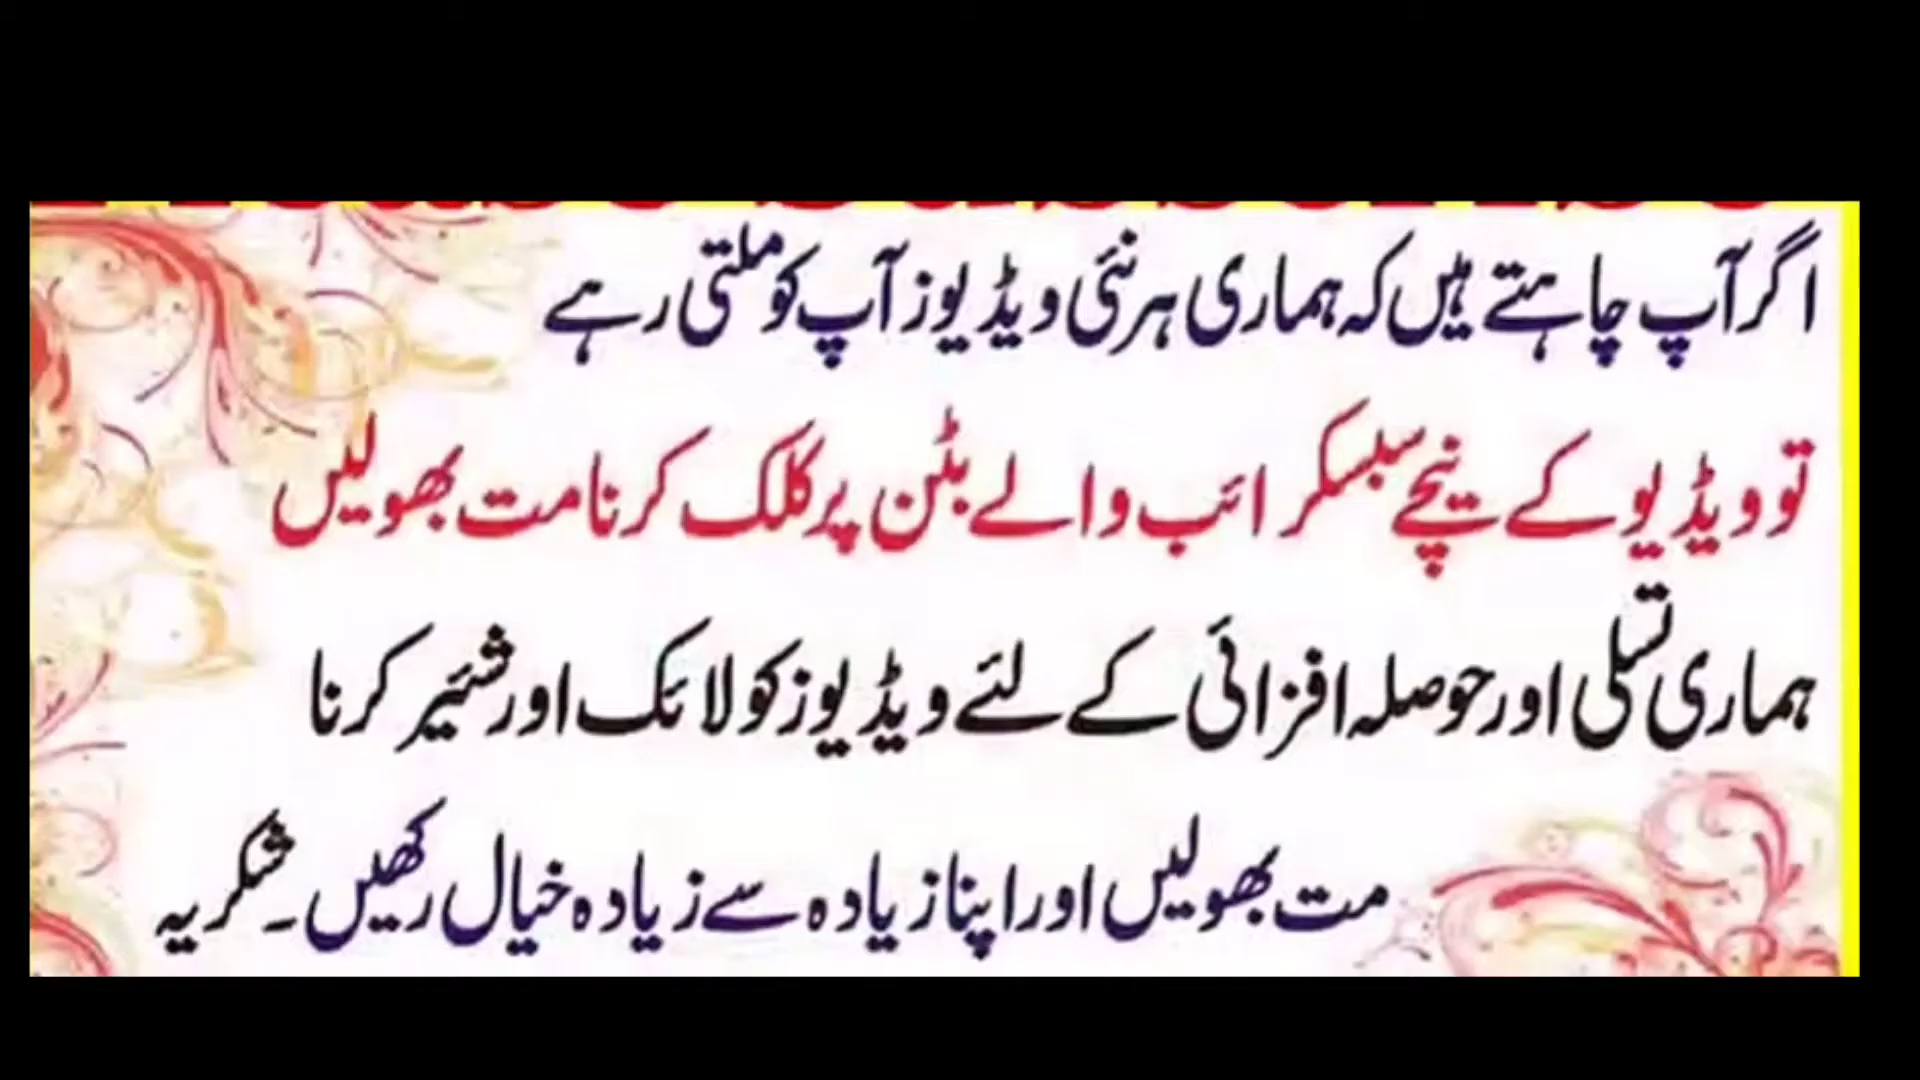 اگر آپ چاہتے ہیں کہ ہماری ہر نئی ویڈیوز آپ کو ملتی رہے
تو ویڈیو کے نیچے سبسکرائب والے بٹن پر کلک کرنا مت بھولیں
ہماری تسلی اور حوصلہ افزائی کے لئے ویڈیوز کو لائک اور شئیر کرنا
مت بھولیں اور اپنا زیادہ سے زیادہ خیال رکھیں۔ شکریہ